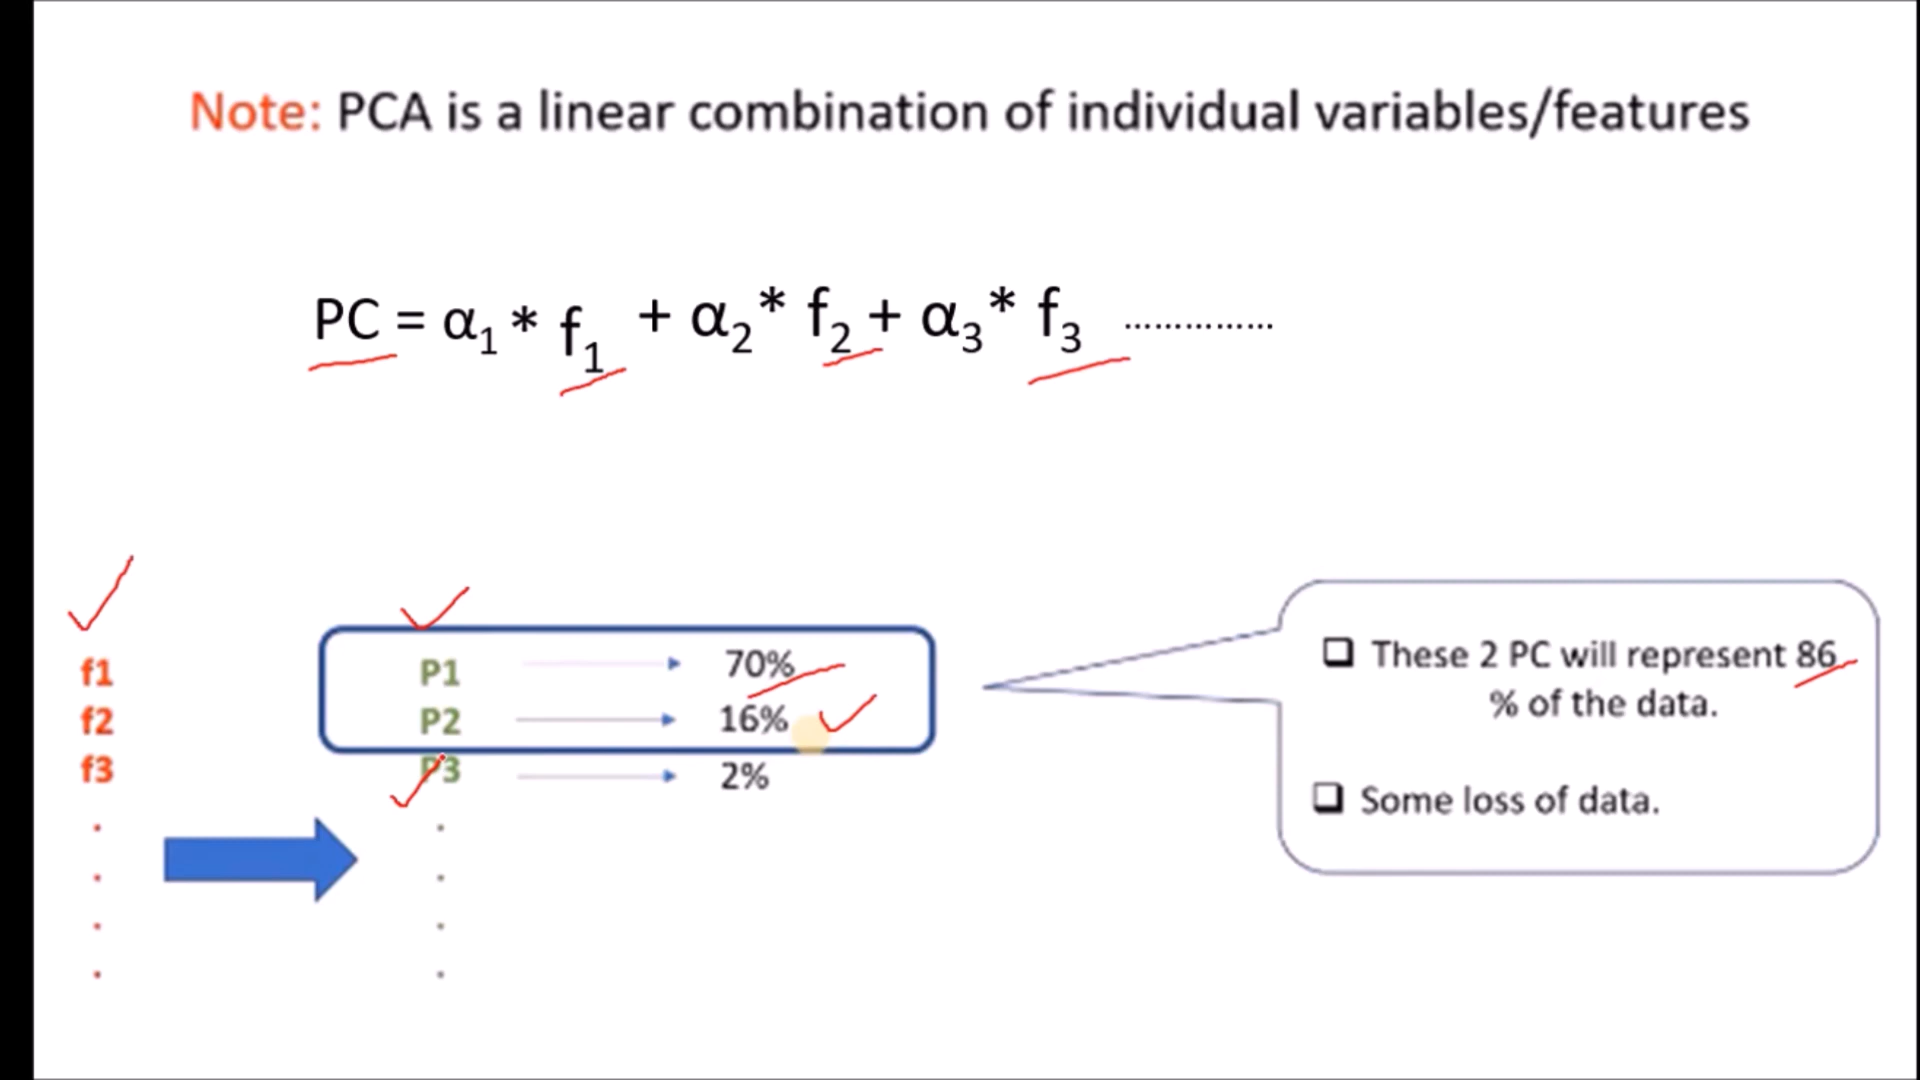 Note: PCA is a linear combination of individual variables/features
PC = α₁ * f₁ + α₂* f₂ + α₃* f₃ ...............
f1
f2
f3
P1 70%
P2 16%
P3 2%
❑ These 2 PC will represent 86
% of the data.
❑ Some loss of data.